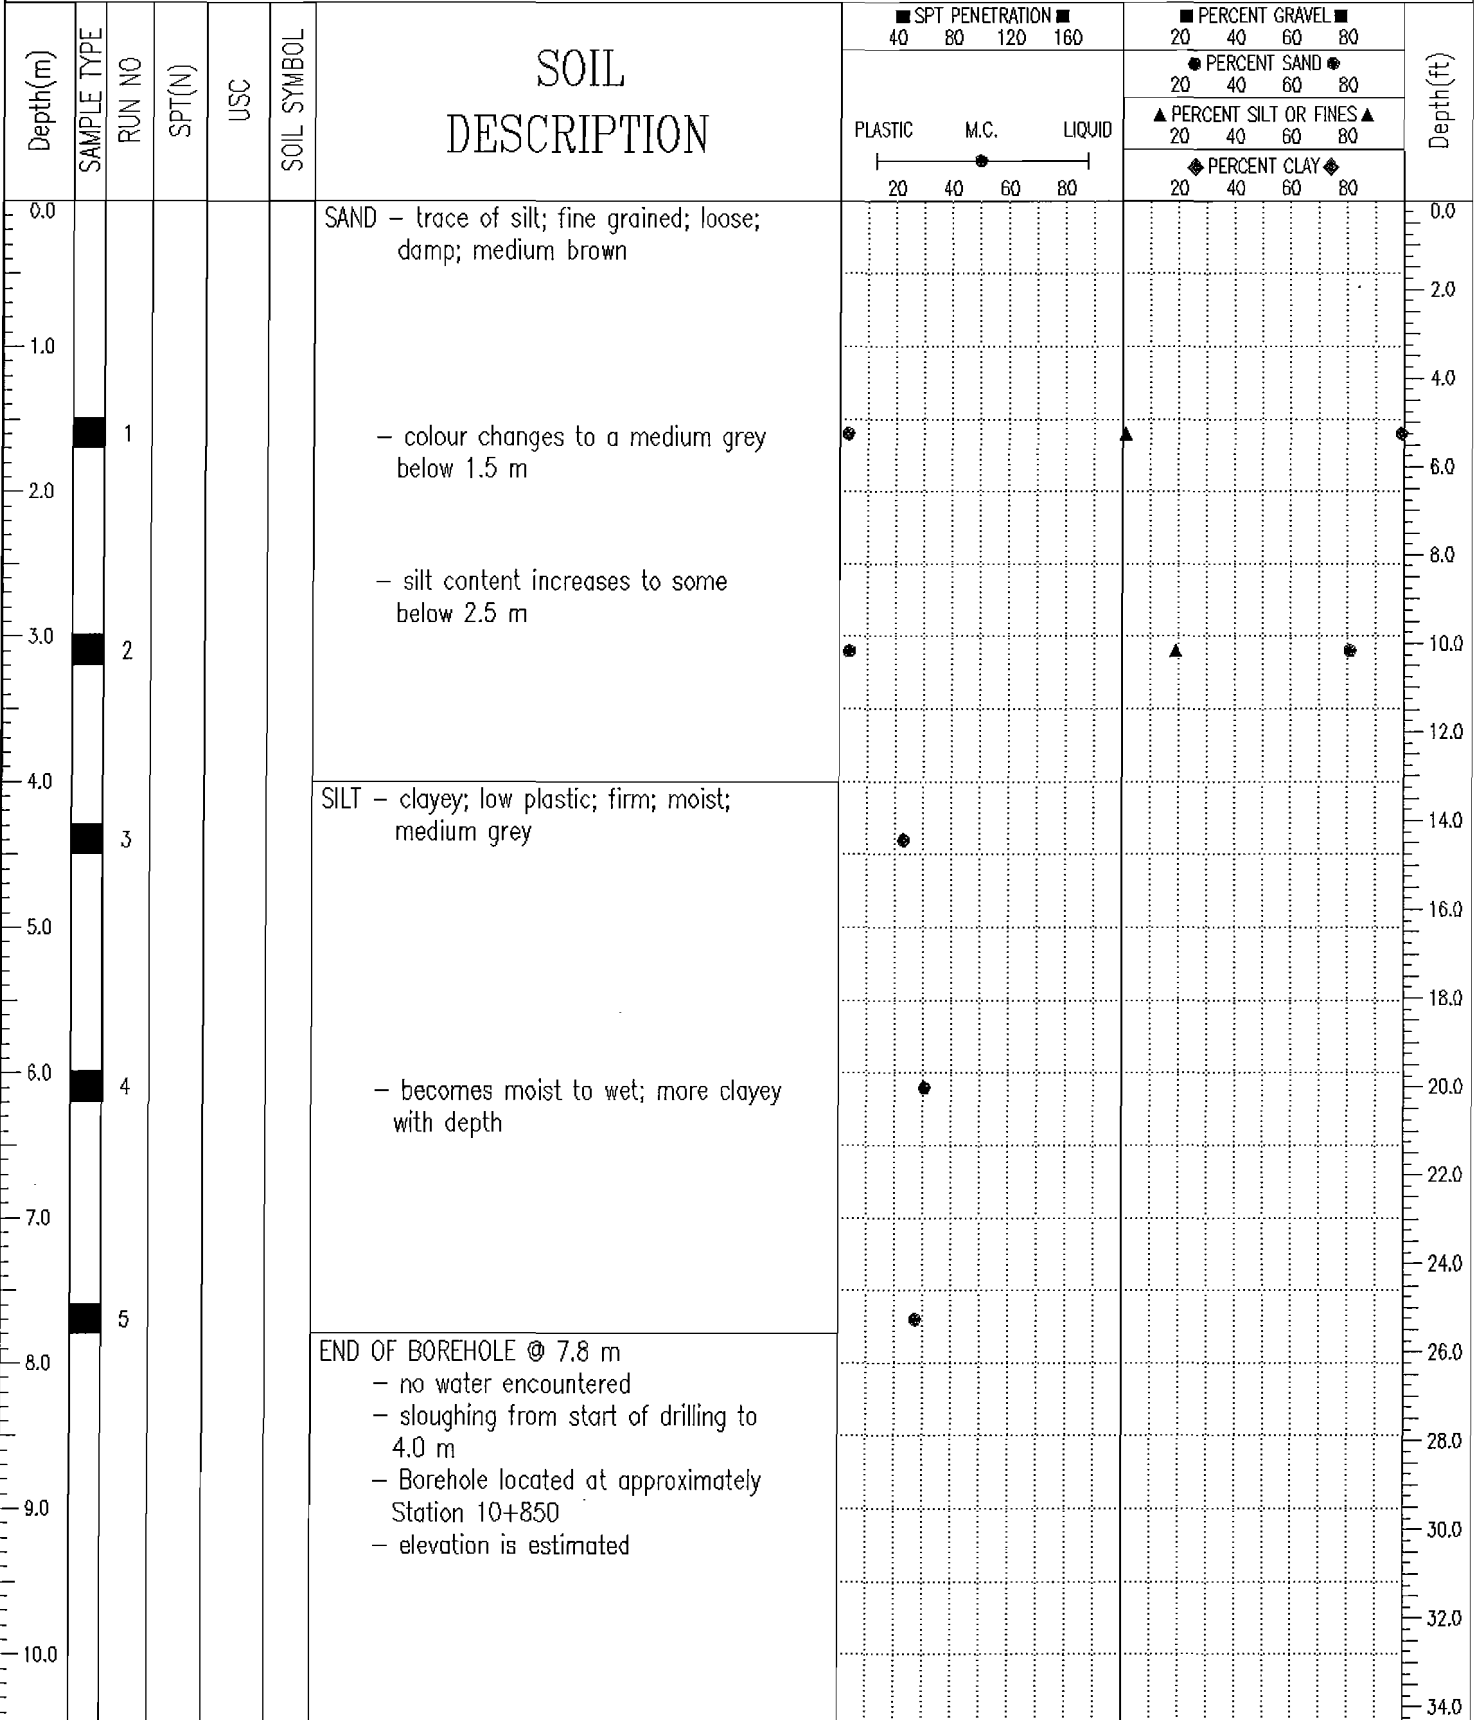 Depth(m)
SAMPLE TYPE
RUN NO
SPT(N)
USC
SOIL SYMBOL
SOIL
DESCRIPTION
■ SPT PENETRATION ■
40 80 120 160
PLASTIC M.C. LIQUID
20 40 60 80
■ PERCENT GRAVEL ■
20 40 60 80
● PERCENT SAND ●
20 40 60 80
▲ PERCENT SILT OR FINES ▲
20 40 60 80
◆ PERCENT CLAY ◆
20 40 60 80
Depth(ft)
0.0
1.0
2.0
3.0
4.0
5.0
6.0
7.0
8.0
9.0
10.0
1
2
3
4
5
SAND – trace of silt; fine grained; loose;
damp; medium brown
– colour changes to a medium grey
below 1.5 m
– silt content increases to some
below 2.5 m
SILT – clayey; low plastic; firm; moist;
medium grey
– becomes moist to wet; more clayey
with depth
END OF BOREHOLE @ 7.8 m
– no water encountered
– sloughing from start of drilling to
4.0 m
– Borehole located at approximately
Station 10+850
– elevation is estimated
0.0
2.0
4.0
6.0
8.0
10.0
12.0
14.0
16.0
18.0
20.0
22.0
24.0
26.0
28.0
30.0
32.0
34.0